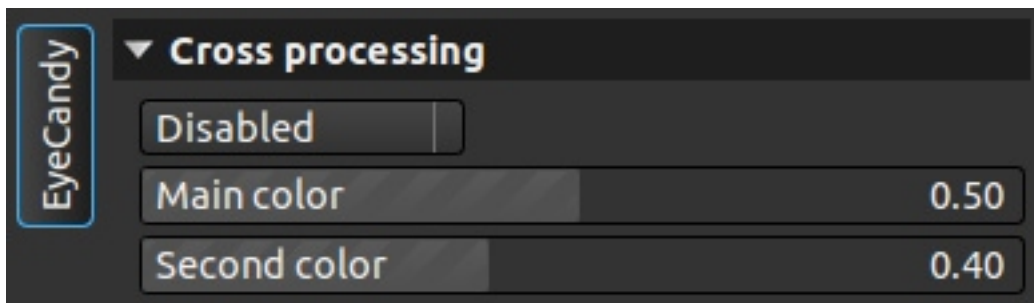 EyeCandy
Cross processing
Disabled
Main color 0.50
Second color 0.40